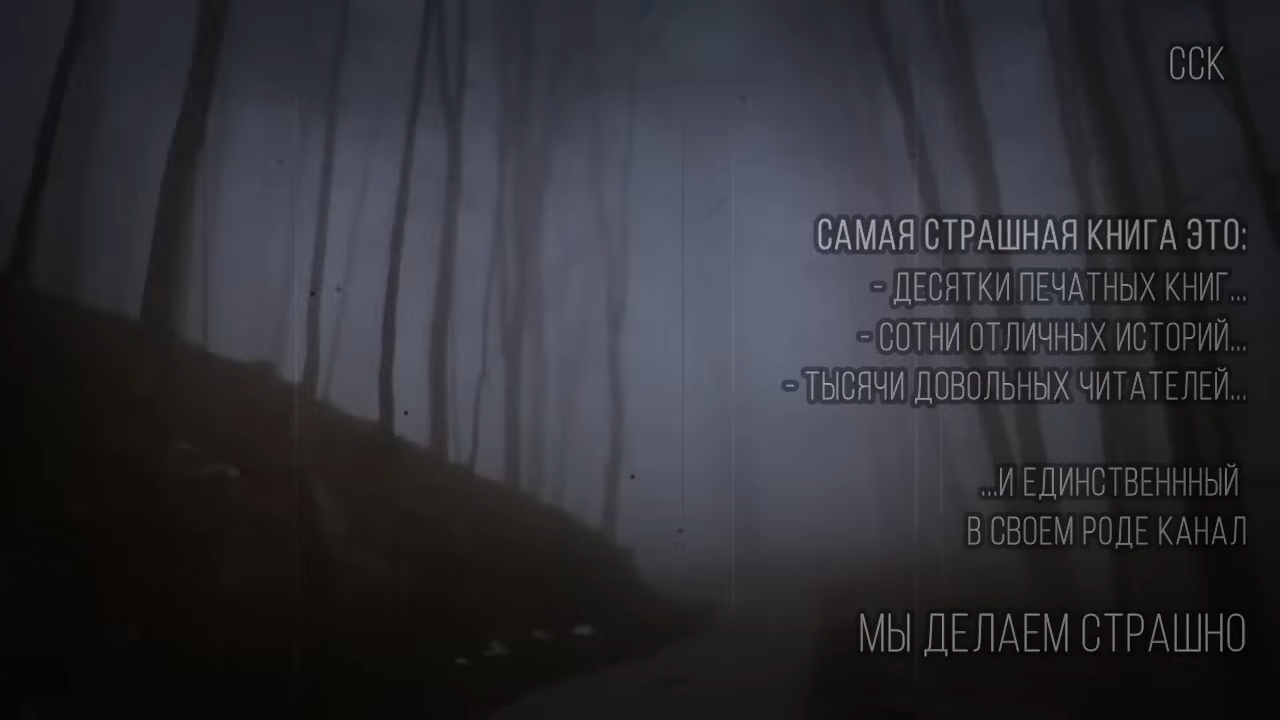 ССК
САМАЯ СТРАШНАЯ КНИГА ЭТО:
- ДЕСЯТКИ ПЕЧАТНЫХ КНИГ...
- СОТНИ ОТЛИЧНЫХ ИСТОРИЙ...
- ТЫСЯЧИ ДОВОЛЬНЫХ ЧИТАТЕЛЕЙ...
...И ЕДИНСТВЕНННЫЙ
В СВОЕМ РОДЕ КАНАЛ
МЫ ДЕЛАЕМ СТРАШНО